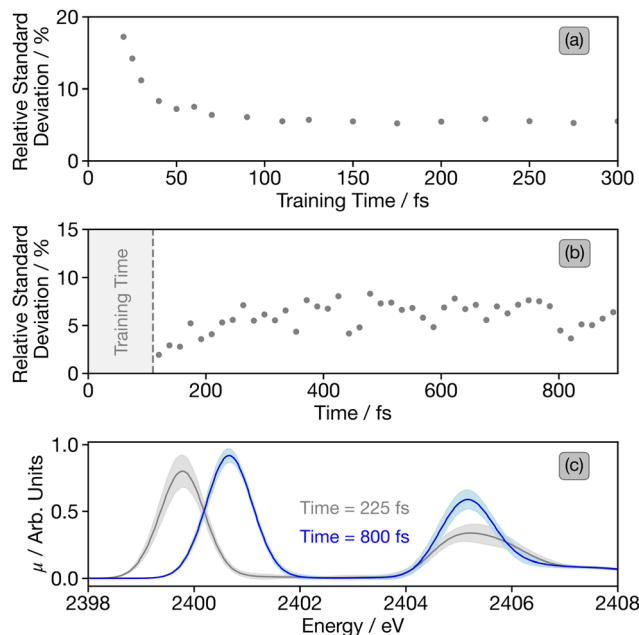 Relative Standard
Deviation / %
20
10
0
(a)
0 50 100 150 200 250 300
Training Time / fs
Relative Standard
Deviation / %
15
10
5
0
Training Time
(b)
0 200 400 600 800
Time / fs
μ / Arb. Units
1.0
0.5
0.0
(c)
Time = 225 fs
Time = 800 fs
2398 2400 2402 2404 2406 2408
Energy / eV